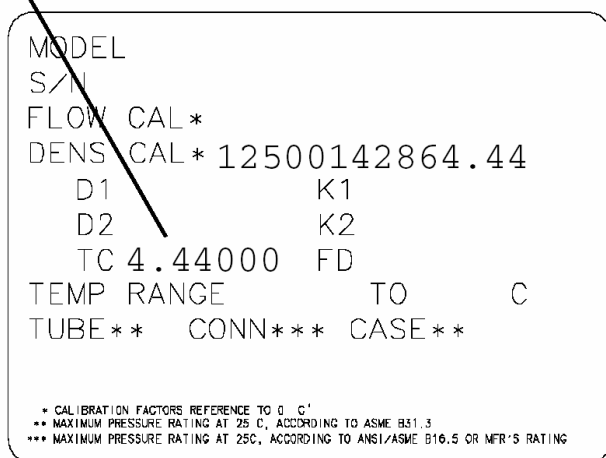 MODEL
S/N
FLOW CAL*
DENS CAL* 12500142864.44
D1 K1
D2 K2
TC 4.44000 FD
TEMP RANGE TO C
TUBE** CONN*** CASE**
* CALIBRATION FACTORS REFERENCE TO 0 C
** MAXIMUM PRESSURE RATING AT 25 C, ACCORDING TO ASME B31.3
*** MAXIMUM PRESSURE RATING AT 25C, ACCORDING TO ANSI/ASME B16.5 OR MFR'S RATING